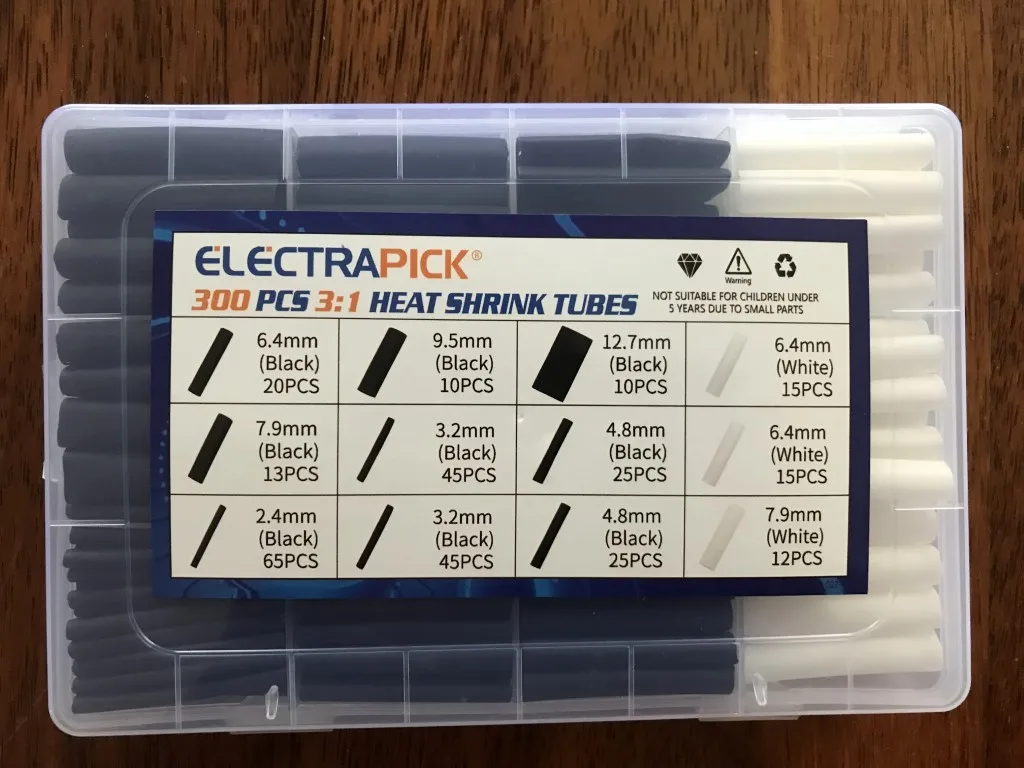 ELECTRAPICK®
300 PCS 3:1 HEAT SHRINK TUBES
Warning
NOT SUITABLE FOR CHILDREN UNDER
5 YEARS DUE TO SMALL PARTS
6.4mm
(Black)
20PCS
9.5mm
(Black)
10PCS
12.7mm
(Black)
10PCS
6.4mm
(White)
15PCS
7.9mm
(Black)
13PCS
3.2mm
(Black)
45PCS
4.8mm
(Black)
25PCS
6.4mm
(White)
15PCS
2.4mm
(Black)
65PCS
3.2mm
(Black)
45PCS
4.8mm
(Black)
25PCS
7.9mm
(White)
12PCS